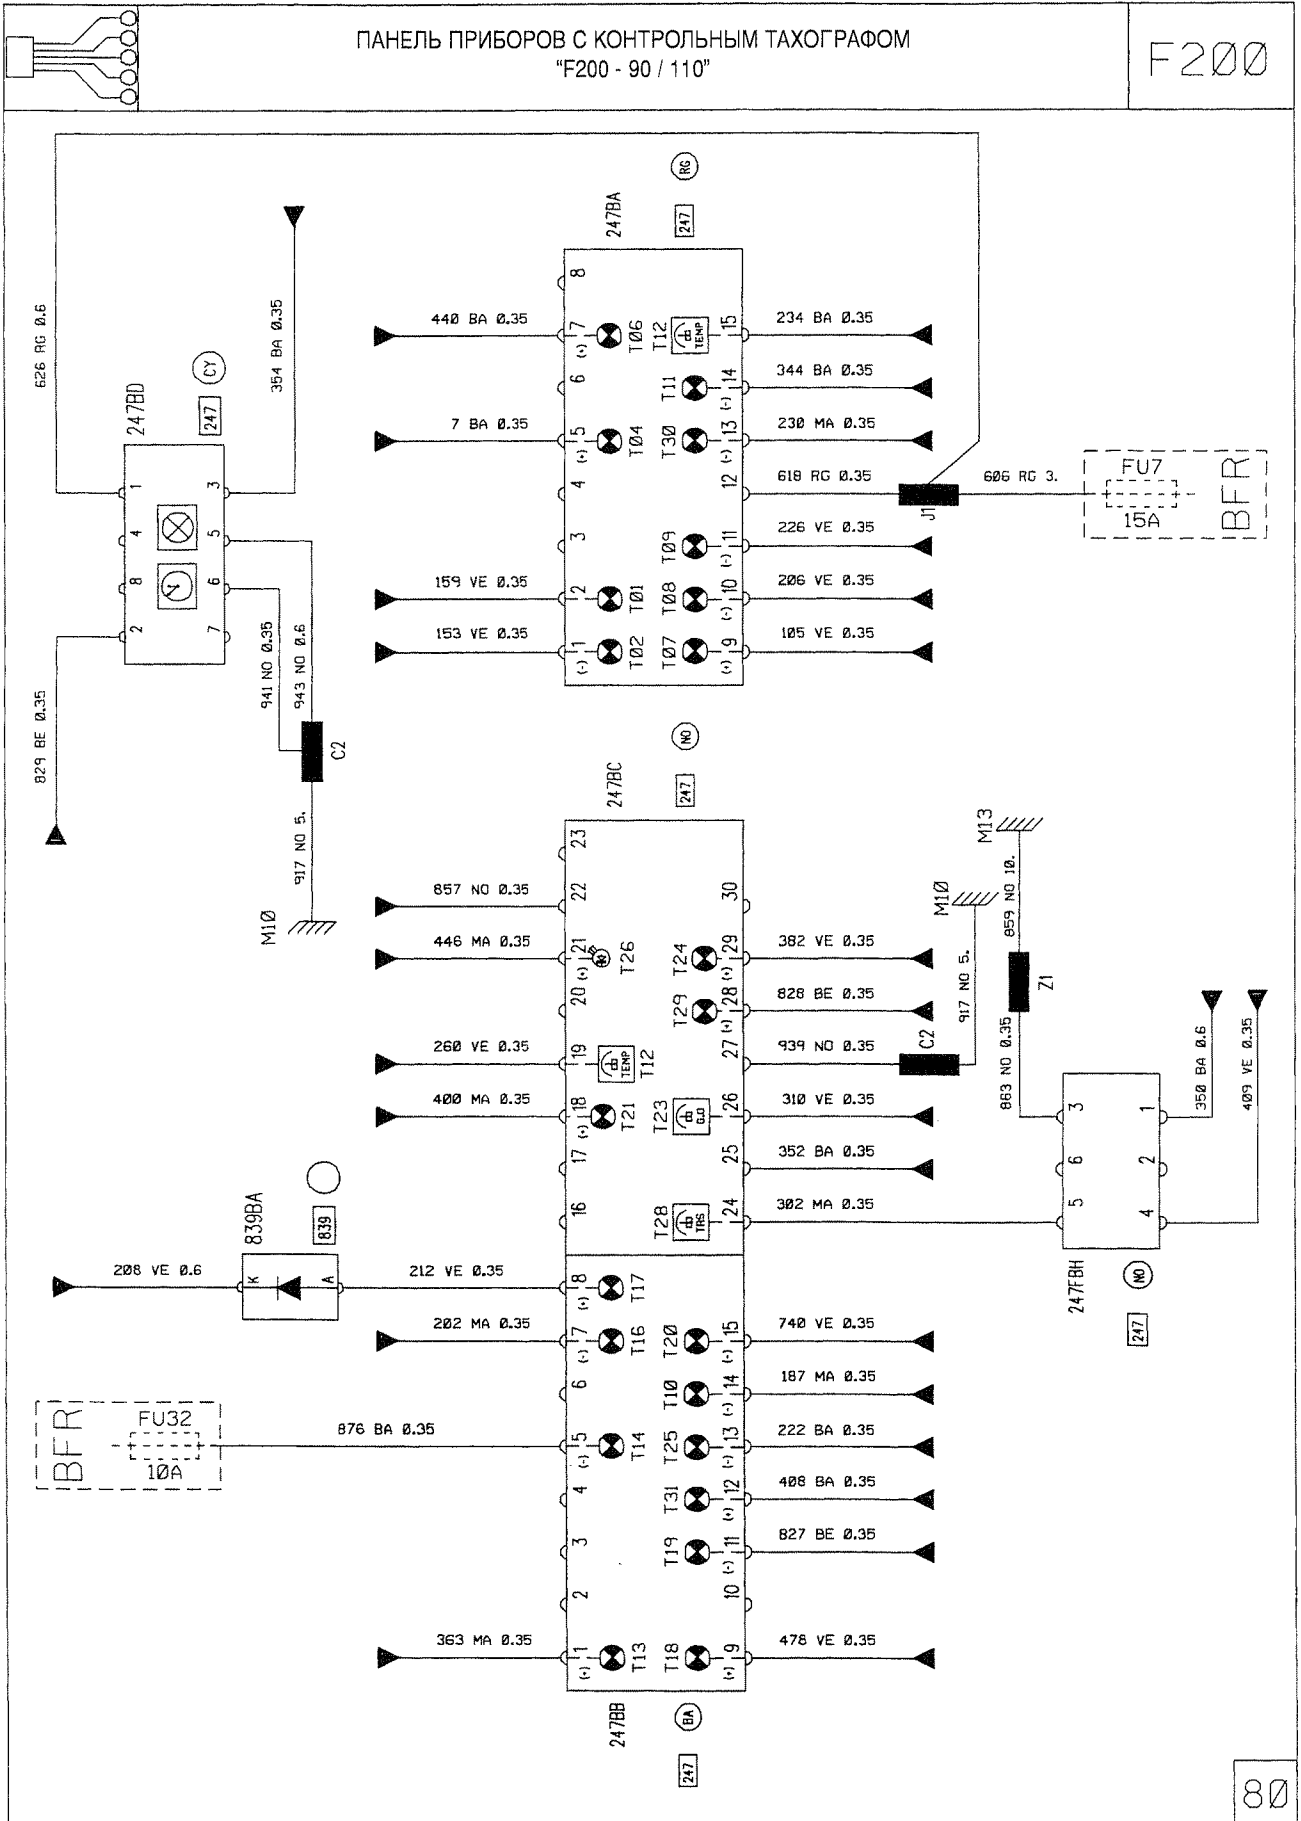 ПАНЕЛЬ ПРИБОРОВ С КОНТРОЛЬНЫМ ТАХОГРАФОМ
"F200 - 90 / 110"
F200
626 RG 0.6
354 BA 0.35
247BD
247
CY
1
4
8
2
3
5
6
7
829 BE 0.35
941 NO 0.35
943 NO 0.6
C2
917 NO 5.
M10
RG
247BA
247
8
440 BA 0.35
7
(+)
T06
T12
TEMP
15
234 BA 0.35
6
T11
14
(-)
344 BA 0.35
7 BA 0.35
5
(+)
T04
T30
13
(-)
230 MA 0.35
4
12
618 RG 0.35
J1
606 RG 3.
FU7
15A
BFR
3
T09
11
(-)
226 VE 0.35
159 VE 0.35
2
T01
T08
10
(-)
206 VE 0.35
153 VE 0.35
1
(-)
T02
T07
9
(+)
105 VE 0.35
NO
247BC
247
23
857 NO 0.35
22
30
446 MA 0.35
21
(+)
T26
T24
29
(+)
382 VE 0.35
20
T29
28
(+)
828 BE 0.35
260 VE 0.35
19
TEMP
T12
27
939 NO 0.35
C2
917 NO 5.
M10
400 MA 0.35
18
(+)
T21
T23
26
310 VE 0.35
17
25
352 BA 0.35
16
T28
TRS
24
302 MA 0.35
M13
859 NO 10.
Z1
863 NO 0.35
3
6
5
1
2
4
350 BA 0.6
409 VE 0.35
247FBH
NO
247
839BA
839
208 VE 0.6
K
A
212 VE 0.35
8
(+)
T17
202 MA 0.35
7
(-)
T16
T20
15
(-)
740 VE 0.35
6
T10
14
(-)
187 MA 0.35
BFR
FU32
10A
876 BA 0.35
5
(-)
T14
T25
13
(-)
222 BA 0.35
4
T31
12
(+)
408 BA 0.35
3
T19
11
(-)
827 BE 0.35
2
10
363 MA 0.35
1
(+)
T13
T18
9
(+)
478 VE 0.35
247BB
BA
247
80